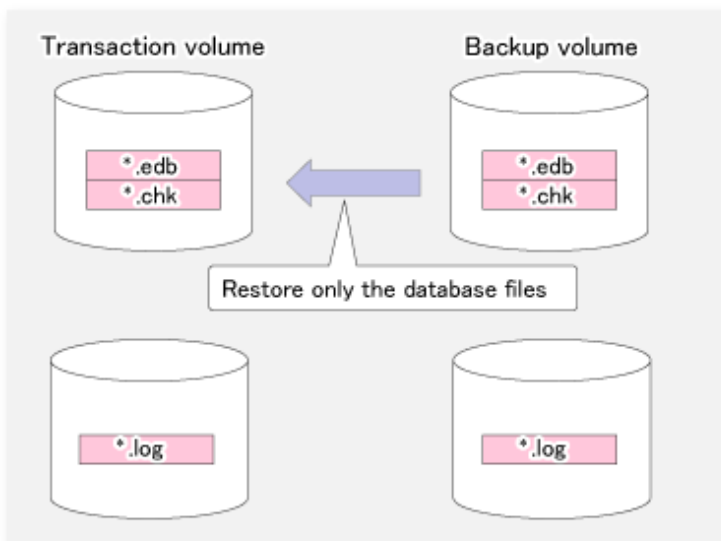 Transaction volume
Backup volume
*.edb
*.chk
*.edb
*.chk
Restore only the database files
*.log
*.log